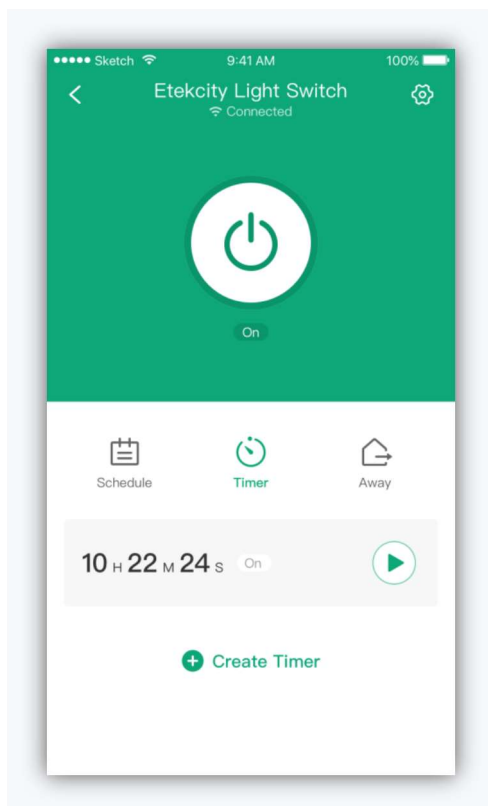 Sketch 9:41 AM 100%
Etekcity Light Switch
Connected
On
Schedule Timer Away
10 H 22 M 24 S On
Create Timer